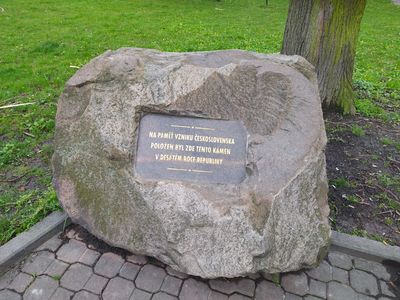 NA PAMĚŤ VZNIKU ČESKOSLOVENSKA
POLOŽEN BYL ZDE TENTO KÁMEN
V DESÁTÉM ROCE REPUBLIKY